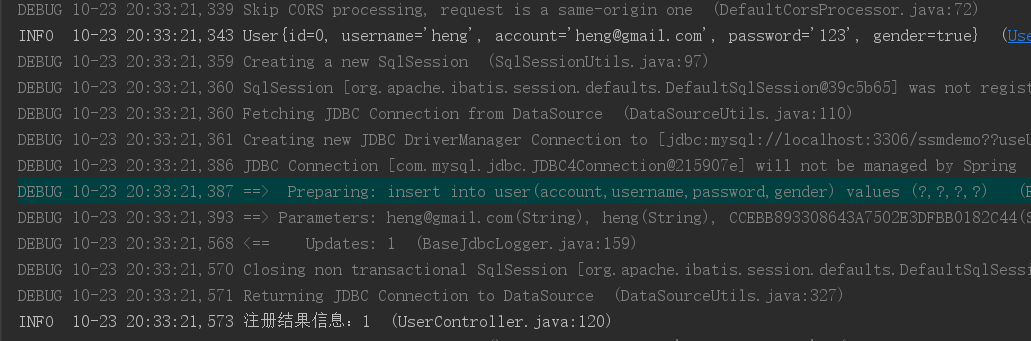 DEBUG 10-23 20:33:21,339 Skip CORS processing, request is a same-origin one (DefaultCorsProcessor.java:72)
INFO 10-23 20:33:21,343 User{id=0, username='heng', account='heng@gmail.com', password='123', gender=true} (Use
DEBUG 10-23 20:33:21,359 Creating a new SqlSession (SqlSessionUtils.java:97)
DEBUG 10-23 20:33:21,360 SqlSession [org.apache.ibatis.session.defaults.DefaultSqlSession@39c5b65] was not regist
DEBUG 10-23 20:33:21,360 Fetching JDBC Connection from DataSource (DataSourceUtils.java:110)
DEBUG 10-23 20:33:21,361 Creating new JDBC DriverManager Connection to [jdbc:mysql://localhost:3306/ssmdemo??useU
DEBUG 10-23 20:33:21,386 JDBC Connection [com.mysql.jdbc.JDBC4Connection@215907e] will not be managed by Spring
DEBUG 10-23 20:33:21,387 ==> Preparing: insert into user(account,username,password,gender) values (?,?,?,?) (B
DEBUG 10-23 20:33:21,393 ==> Parameters: heng@gmail.com(String), heng(String), CCEBB893308643A7502E3DFBB0182C44(S
DEBUG 10-23 20:33:21,568 <== Updates: 1 (BaseJdbcLogger.java:159)
DEBUG 10-23 20:33:21,570 Closing non transactional SqlSession [org.apache.ibatis.session.defaults.DefaultSqlSessi
DEBUG 10-23 20:33:21,571 Returning JDBC Connection to DataSource (DataSourceUtils.java:327)
INFO 10-23 20:33:21,573 注册结果信息：1 (UserController.java:120)